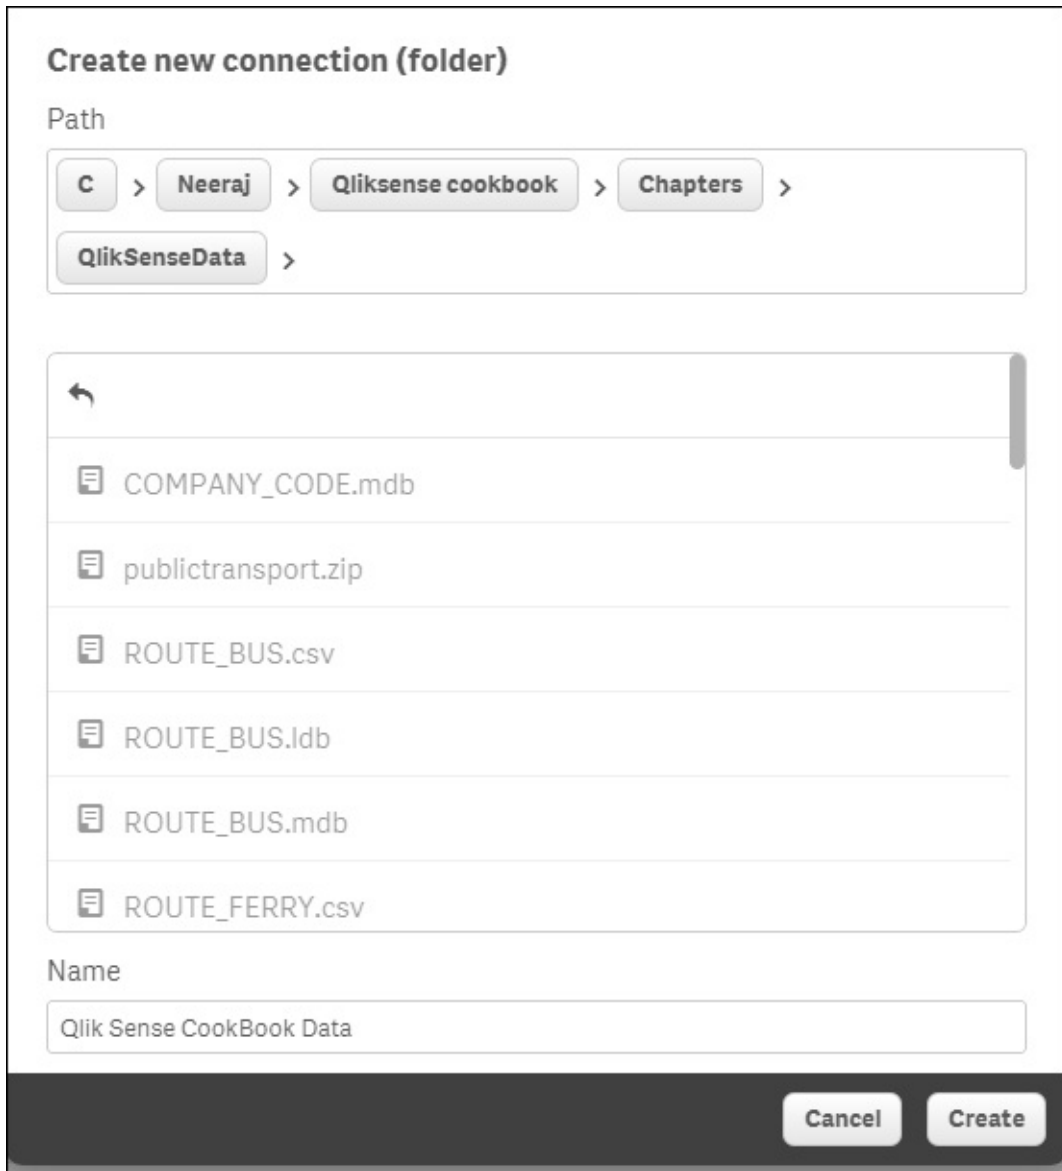 Create new connection (folder)
Path
C > Neeraj > Qliksense cookbook > Chapters >
QlikSenseData >
COMPANY_CODE.mdb
publictransport.zip
ROUTE_BUS.csv
ROUTE_BUS.ldb
ROUTE_BUS.mdb
ROUTE_FERRY.csv
Name
Qlik Sense CookBook Data
Cancel Create